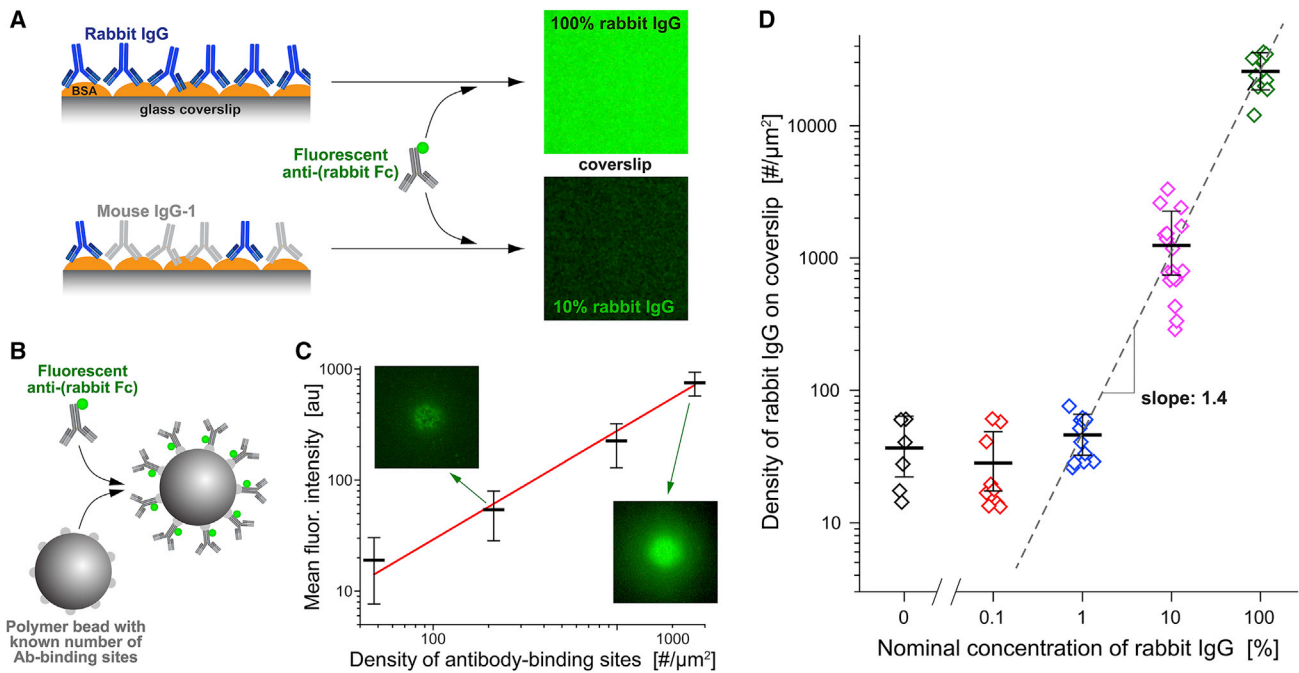 A
Rabbit IgG
BSA
glass coverslip
Fluorescent
anti-(rabbit Fc)
Mouse IgG-1
100% rabbit IgG
coverslip
10% rabbit IgG
B
Fluorescent
anti-(rabbit Fc)
Polymer bead with
known number of
Ab-binding sites
C
Mean fluor. intensity [au]
1000
100
10
100
1000
Density of antibody-binding sites [#/µm²]
D
Density of rabbit IgG on coverslip [#/µm²]
10000
1000
100
10
slope: 1.4
0
0.1
1
10
100
Nominal concentration of rabbit IgG [%]